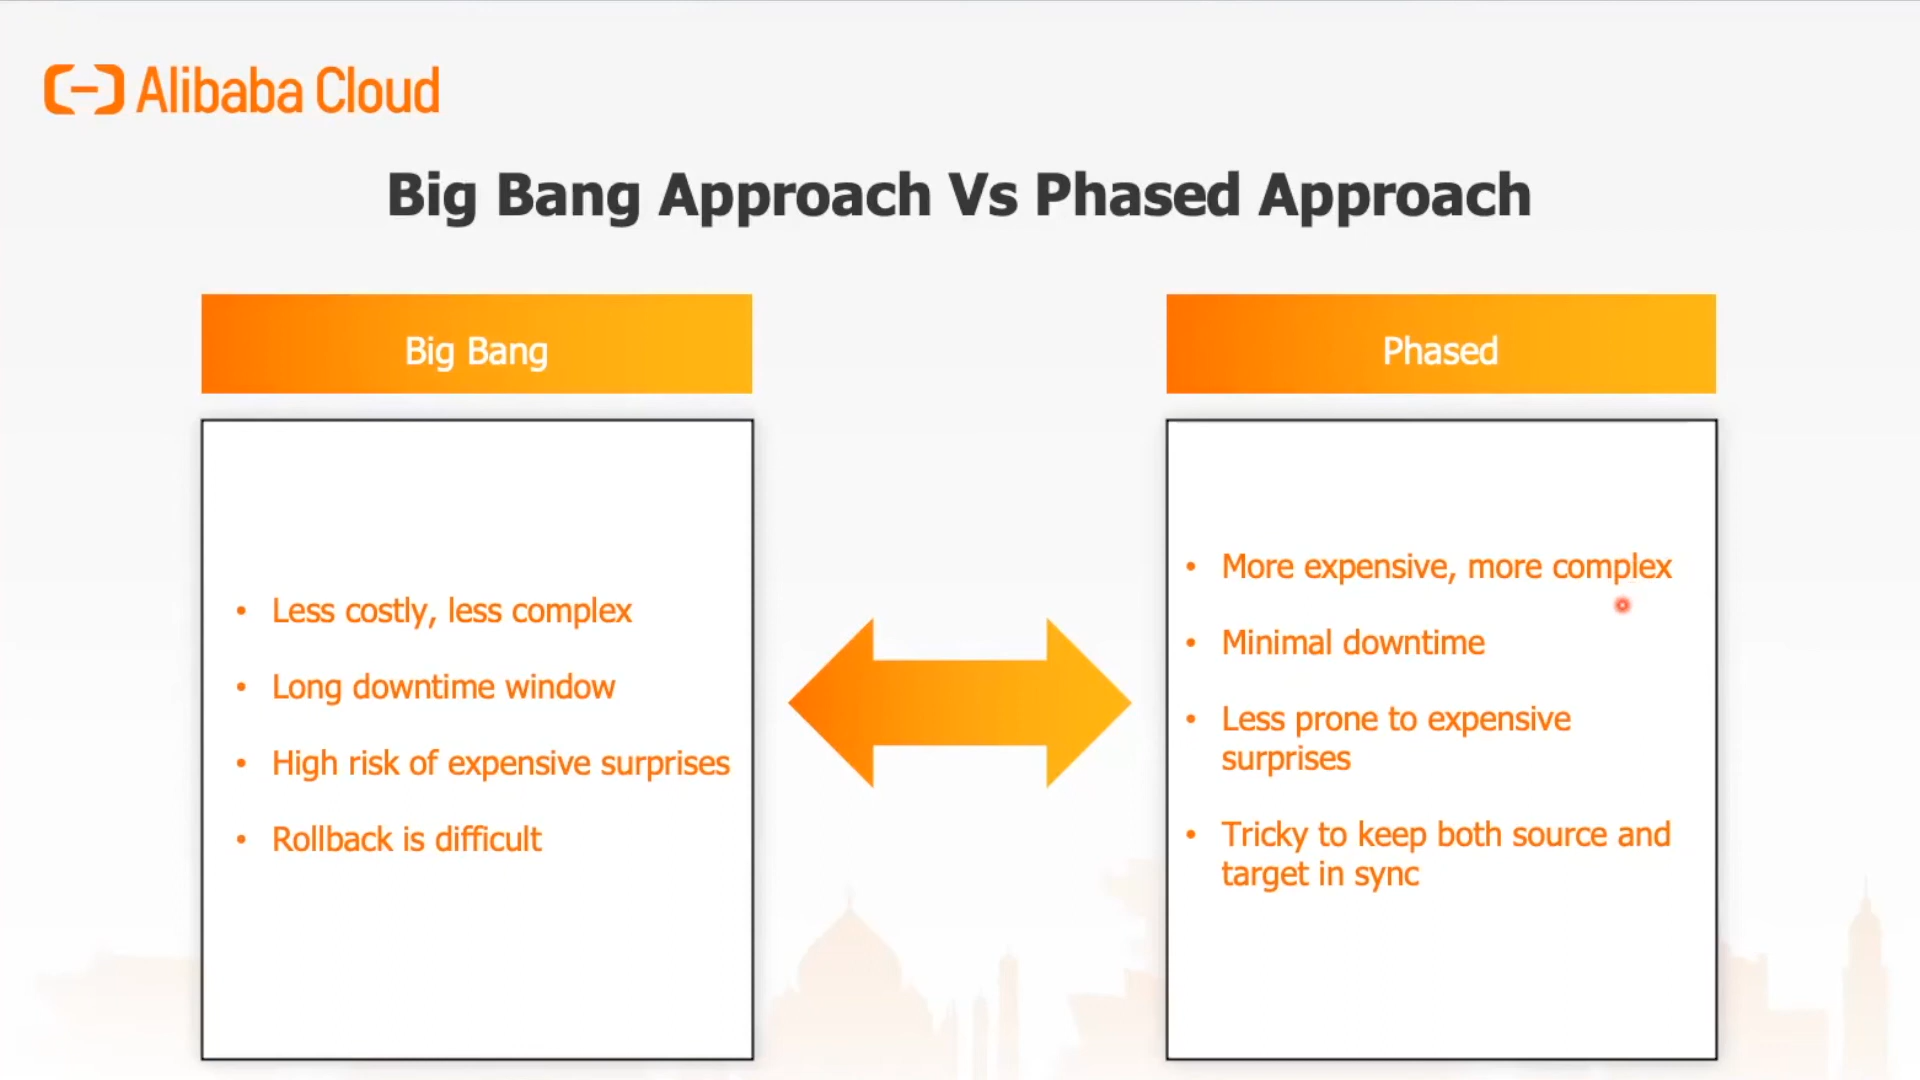 Alibaba Cloud
Big Bang Approach Vs Phased Approach
Big Bang
• Less costly, less complex
• Long downtime window
• High risk of expensive surprises
• Rollback is difficult
Phased
• More expensive, more complex
• Minimal downtime
• Less prone to expensive
surprises
• Tricky to keep both source and
target in sync